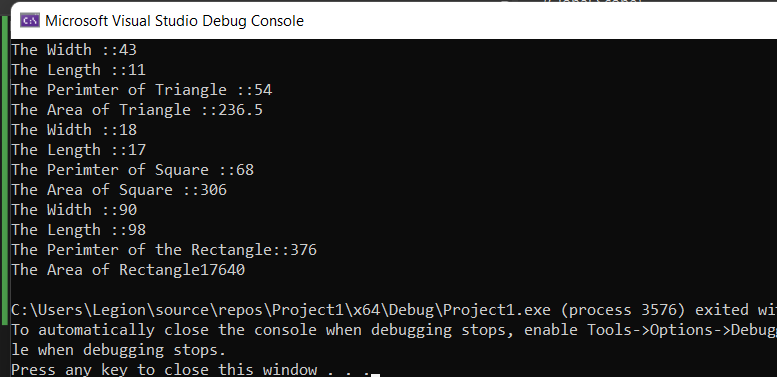 Microsoft Visual Studio Debug Console
The Width ::43
The Length ::11
The Perimter of Triangle ::54
The Area of Triangle ::236.5
The Width ::18
The Length ::17
The Perimter of Square ::68
The Area of Square ::306
The Width ::90
The Length ::98
The Perimter of the Rectangle::376
The Area of Rectangle17640
C:\Users\Legion\source\repos\Project1\x64\Debug\Project1.exe (process 3576) exited wi
To automatically close the console when debugging stops, enable Tools->Options->Debug
le when debugging stops.
Press any key to close this window . . .